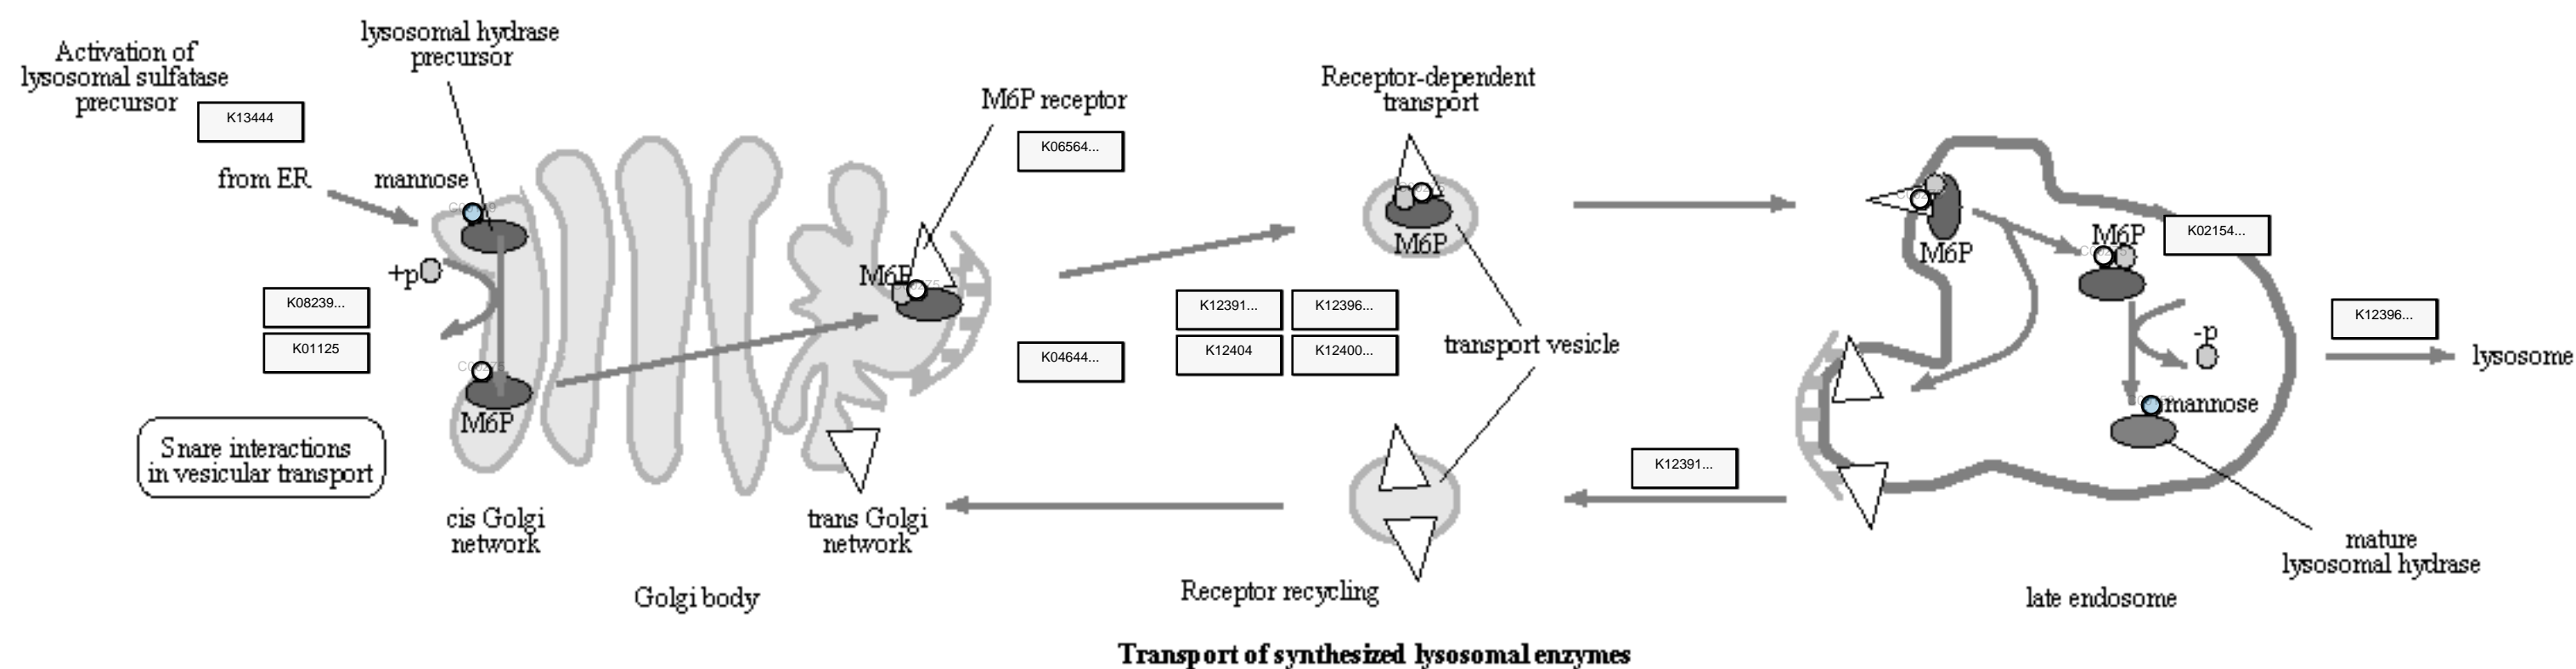 Activation of
lysosomal sulfatase
precursor
K13444
lysosomal hydrase
precursor
from ER
mannose
+p
K08239...
K01125
M6P
Snare interactions
in vesicular transport
cis Golgi
network
Golgi body
trans Golgi
network
M6P receptor
K06564...
M6P
K04644...
Receptor-dependent
transport
M6P
K12391...
K12396...
K12404
K12400...
transport vesicle
Receptor recycling
K12391...
M6P
M6P
K02154...
-p
mannose
K12396...
lysosome
mature
lysosomal hydrase
late endosome
Transport of synthesized lysosomal enzymes